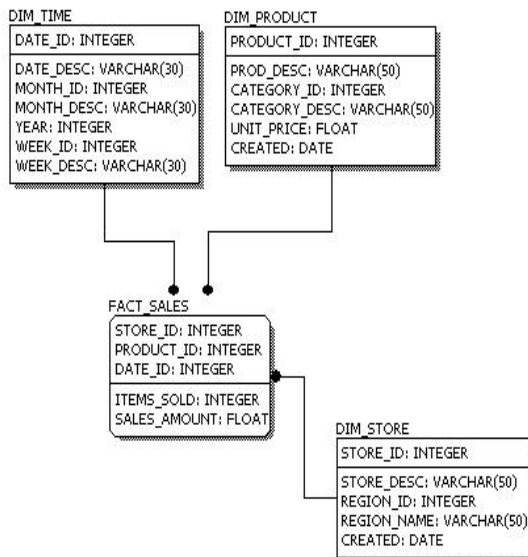 DIM_TIME
DATE_ID: INTEGER
DATE_DESC: VARCHAR(30)
MONTH_ID: INTEGER
MONTH_DESC: VARCHAR(30)
YEAR: INTEGER
WEEK_ID: INTEGER
WEEK_DESC: VARCHAR(30)
DIM_PRODUCT
PRODUCT_ID: INTEGER
PROD_DESC: VARCHAR(50)
CATEGORY_ID: INTEGER
CATEGORY_DESC: VARCHAR(50)
UNIT_PRICE: FLOAT
CREATED: DATE
FACT_SALES
STORE_ID: INTEGER
PRODUCT_ID: INTEGER
DATE_ID: INTEGER
ITEMS_SOLD: INTEGER
SALES_AMOUNT: FLOAT
DIM_STORE
STORE_ID: INTEGER
STORE_DESC: VARCHAR(50)
REGION_ID: INTEGER
REGION_NAME: VARCHAR(50)
CREATED: DATE